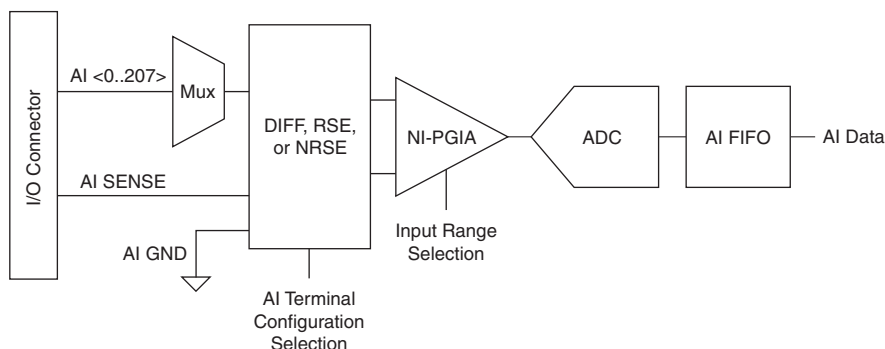 I/O Connector
AI <0..207>
Mux
DIFF, RSE,
or NRSE
NI-PGIA
ADC
AI FIFO
AI Data
AI SENSE
AI GND
Input Range
Selection
AI Terminal
Configuration
Selection